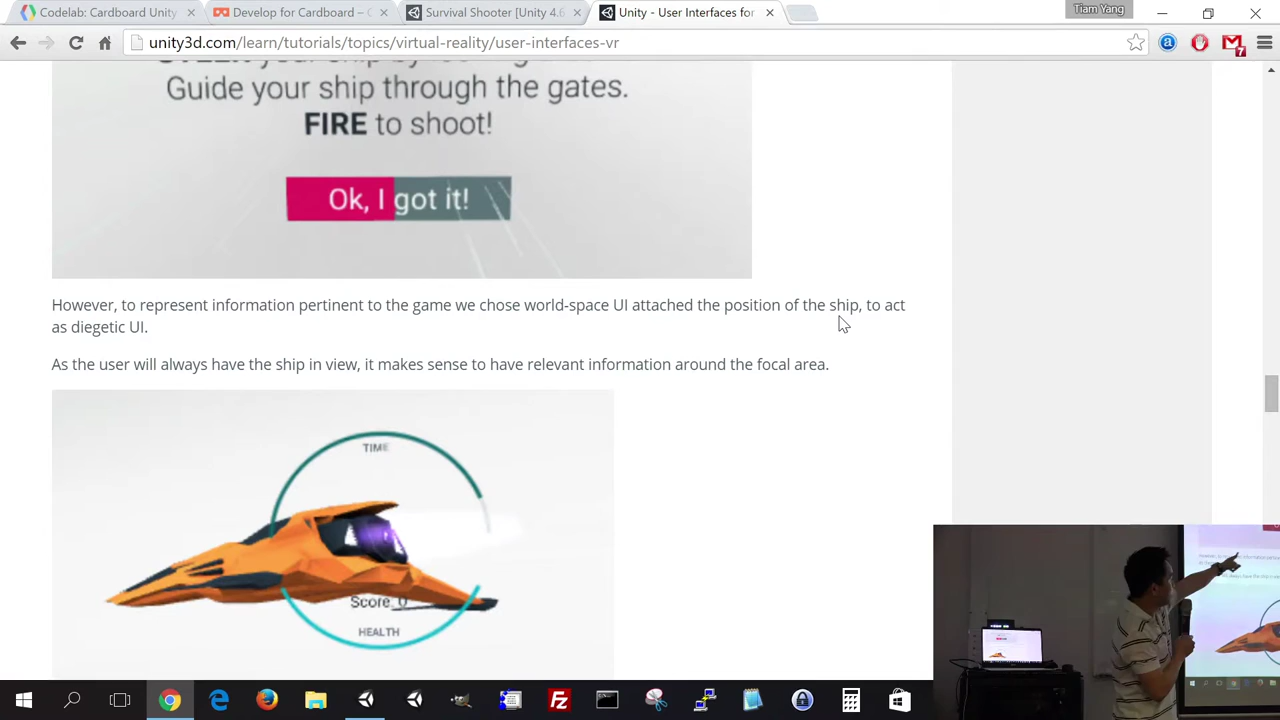 Codelab: Cardboard Unity
Develop for Cardboard –
Survival Shooter [Unity 4.6
Unity - User Interfaces for
Tiam Yang
unity3d.com/learn/tutorials/topics/virtual-reality/user-interfaces-vr
7
Guide your ship through the gates.
FIRE to shoot!
Ok, I got it!
However, to represent information pertinent to the game we chose world-space UI attached the position of the ship, to act
as diegetic UI.
As the user will always have the ship in view, it makes sense to have relevant information around the focal area.
TIME
Score: 0
HEALTH